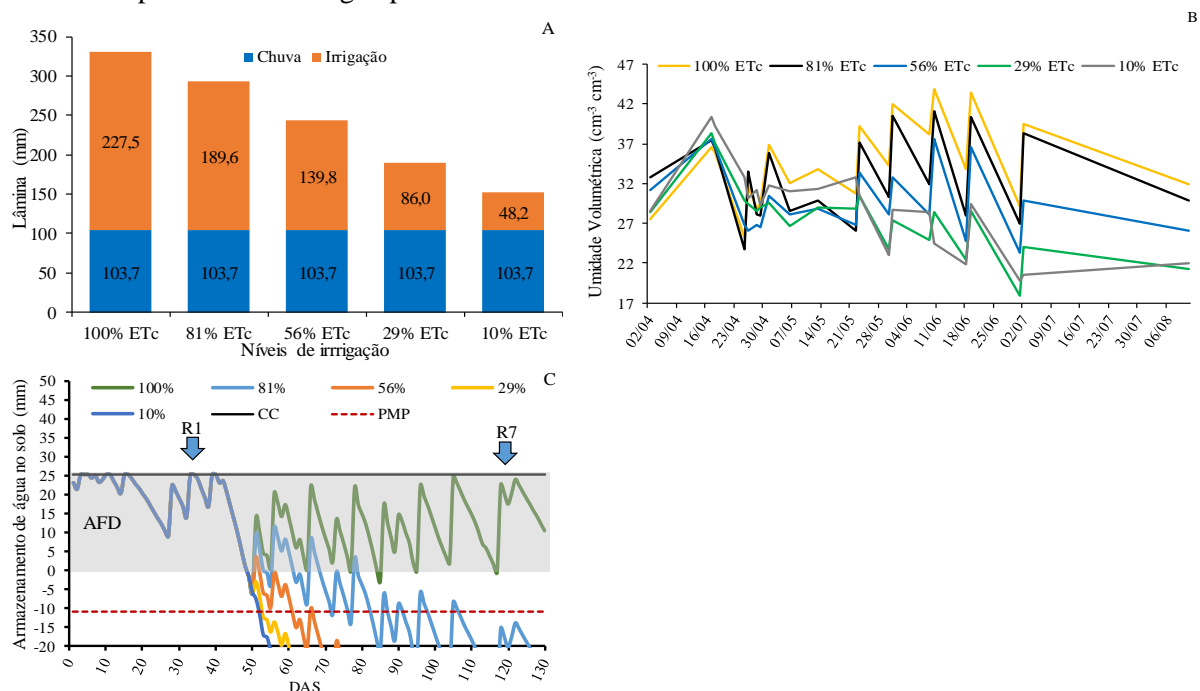 A
350
300
250
200
150
100
50
0
Lâmina (mm)
Chuva Irrigação
227,5 189,6 139,8 86,0 48,2
103,7 103,7 103,7 103,7 103,7
100% ETc 81% ETc 56% ETc 29% ETc 10% ETc
Níveis de irrrigação
B
100% ETc 81% ETc 56% ETc 29% ETc 10% ETc
Umidade Volumétrica (cm⁻³ cm⁻³)
47
42
37
32
27
22
17
02/04 09/04 16/04 23/04 30/04 07/05 14/05 21/05 28/05 04/06 11/06 18/06 25/06 02/07 09/07 16/07 23/07 30/07 06/08
C
100% 81% 56% 29%
10% CC PMP
Armazenamento de água no solo (mm)
50
45
40
35
30
25
20
15
10
5
0
-5
-10
-15
-20
R1 R7
AFD
0 10 20 30 40 50 60 70 80 90 100 110 120 130
DAS